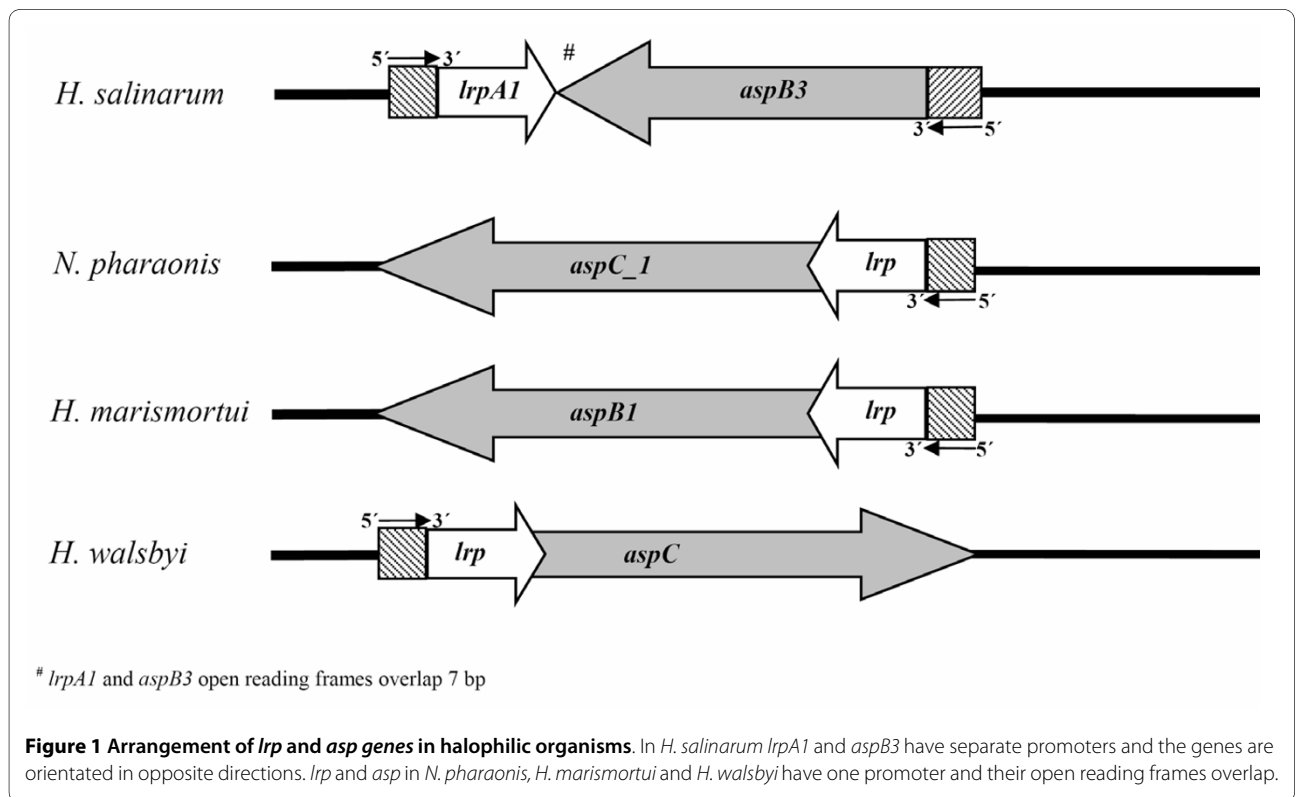 5´ 3´ #
H. salinarum lrpA1 aspB3
3´ 5´
N. pharaonis aspC_1 lrp
3´ 5´
H. marismortui aspB1 lrp
3´ 5´
5´ 3´
H. walsbyi lrp aspC
# lrpA1 and aspB3 open reading frames overlap 7 bp
Figure 1 Arrangement of lrp and asp genes in halophilic organisms. In H. salinarum lrpA1 and aspB3 have separate promoters and the genes are
orientated in opposite directions. lrp and asp in N. pharaonis, H. marismortui and H. walsbyi have one promoter and their open reading frames overlap.